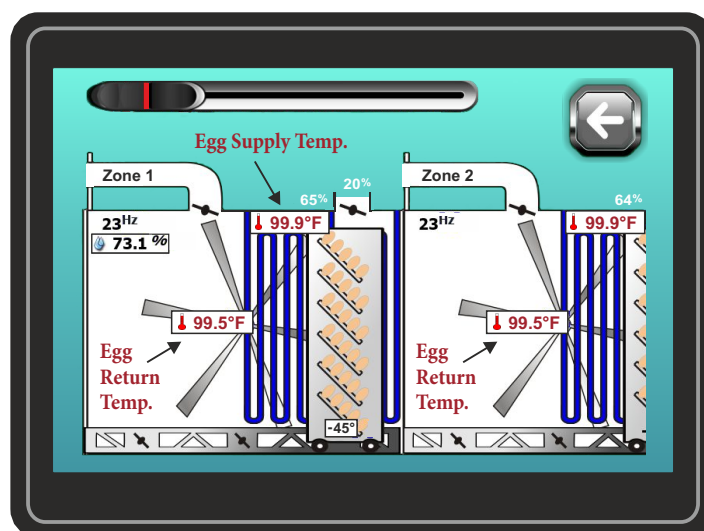 Egg Supply Temp.
Zone 1
Zone 2
65%
20%
64%
23Hz
99.9°F
23Hz
99.9°F
73.1 %
99.5°F
99.5°F
Egg
Return
Temp.
Egg
Return
Temp.
-45°